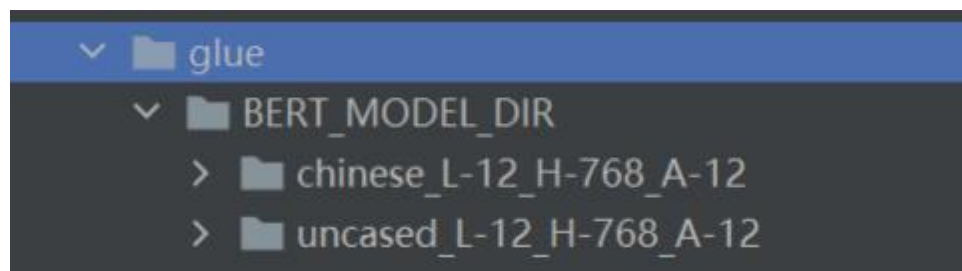 glue
BERT_MODEL_DIR
chinese_L-12_H-768_A-12
uncased_L-12_H-768_A-12